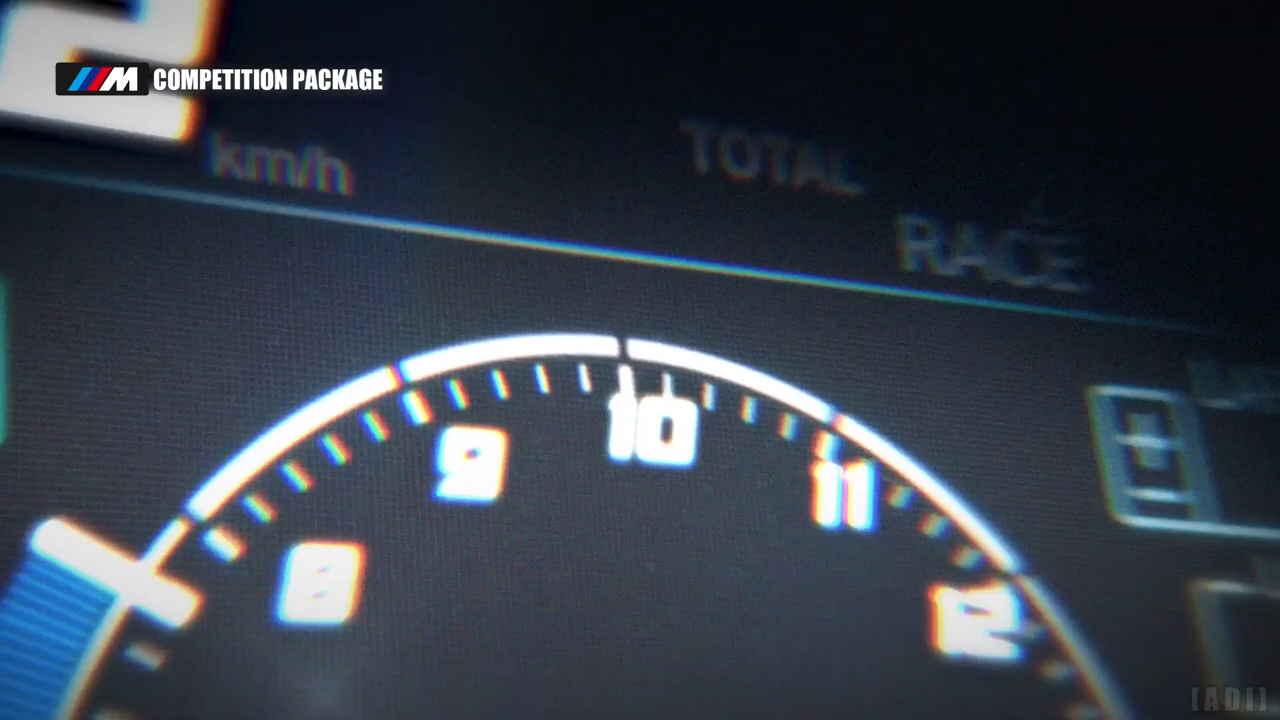 2
M COMPETITION PACKAGE
km/h
TOTAL
RACE
8
9
10
11
12
[ADI]